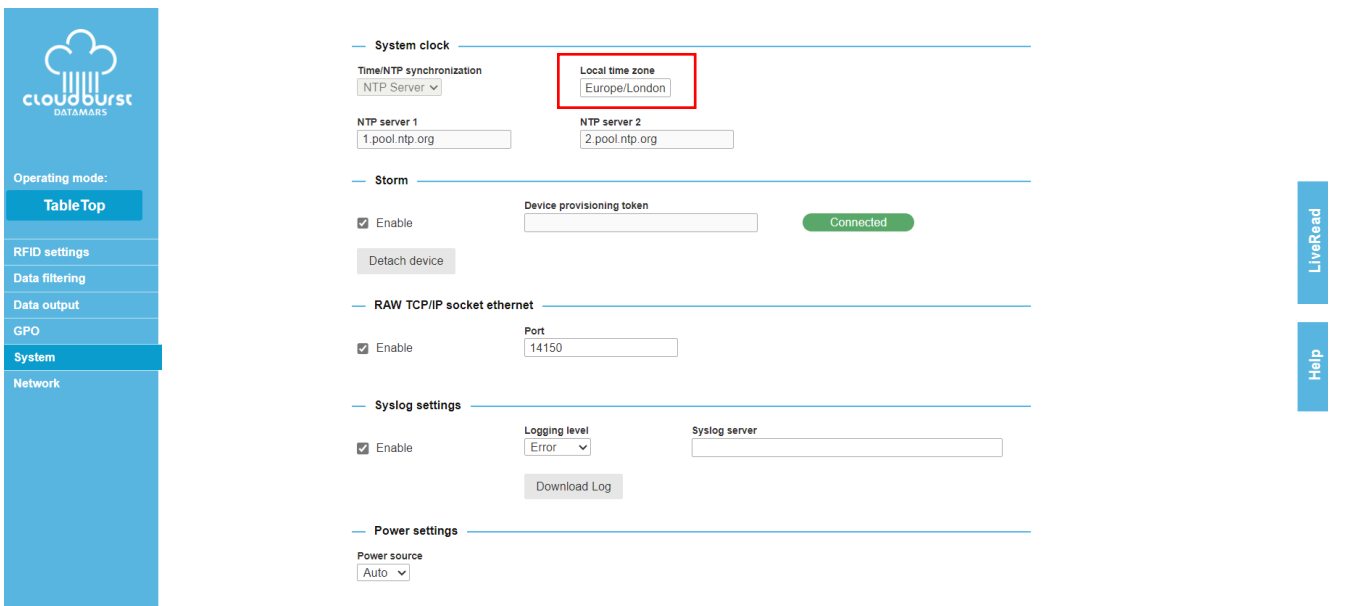 cloudburst
DATAMARS
Operating mode:
TableTop
RFID settings
Data filtering
Data output
GPO
System
Network
System clock
Time/NTP synchronization
Local time zone
NTP Server
Europe/London
NTP server 1
NTP server 2
1.pool.ntp.org
2.pool.ntp.org
Storm
Device provisioning token
Enable
Connected
Detach device
RAW TCP/IP socket ethernet
Port
Enable
14150
Syslog settings
Logging level
Syslog server
Enable
Error
Download Log
Power settings
Power source
Auto
LiveRead
Help